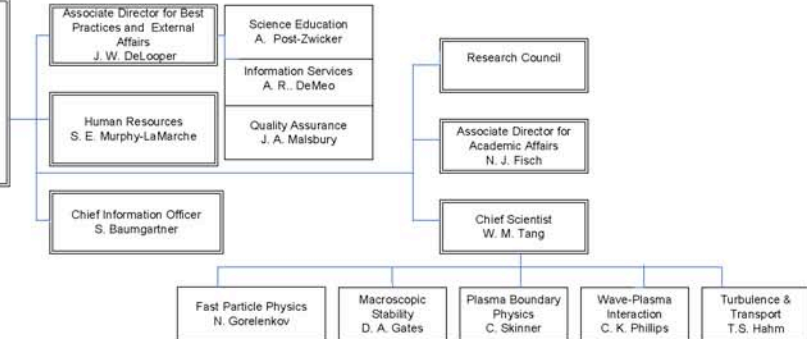 Associate Director for Best
Practices and External
Affairs
J. W. DeLooper
Science Education
A. Post-Zwicker
Information Services
A. R.. DeMeo
Quality Assurance
J. A. Malsbury
Human Resources
S. E. Murphy-LaMarche
Chief Information Officer
S. Baumgartner
Research Council
Associate Director for
Academic Affairs
N. J. Fisch
Chief Scientist
W. M. Tang
Fast Particle Physics
N. Gorelenkov
Macroscopic
Stability
D. A. Gates
Plasma Boundary
Physics
C. Skinner
Wave-Plasma
Interaction
C. K. Phillips
Turbulence &
Transport
T.S. Hahm